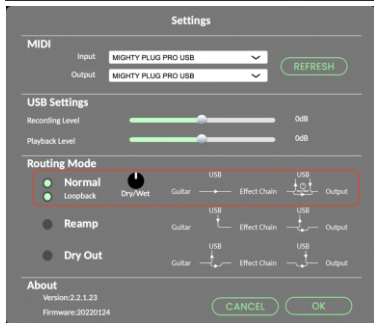 Settings
MIDI
Input MIGHTY PLUG PRO USB REFRESH
Output MIGHTY PLUG PRO USB
USB Settings
Recording Level 0dB
Playback Level 0dB
Routing Mode
USB USB
Normal
Loopback Dry/Wet Guitar Effect Chain Output
USB USB
Reamp Guitar Effect Chain Output
USB USB
Dry Out Guitar Effect Chain Output
About
Version:2.2.1.23
Firmware:20220124 CANCEL OK